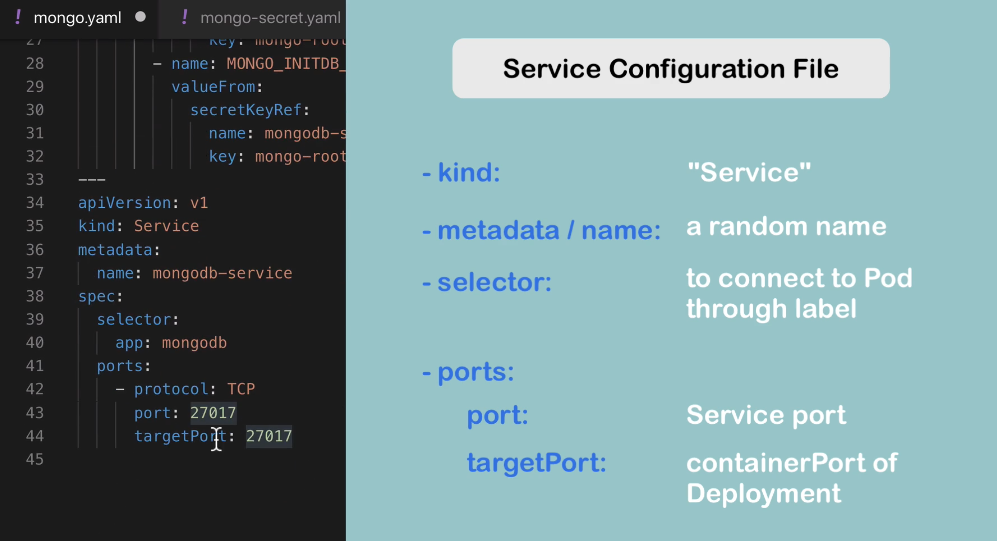 ! mongo.yaml ● ! mongo-secret.yaml
27 key: mongo-root
28 - name: MONGO_INITDB_
29 valueFrom:
30 secretKeyRef:
31 name: mongodb-s
32 key: mongo-root
33 ---
34 apiVersion: v1
35 kind: Service
36 metadata:
37 name: mongodb-service
38 spec:
39 selector:
40 app: mongodb
41 ports:
42 - protocol: TCP
43 port: 27017
44 targetPort: 27017
45
Service Configuration File
- kind: "Service"
- metadata / name: a random name
- selector: to connect to Pod
through label
- ports:
port: Service port
targetPort: containerPort of
Deployment